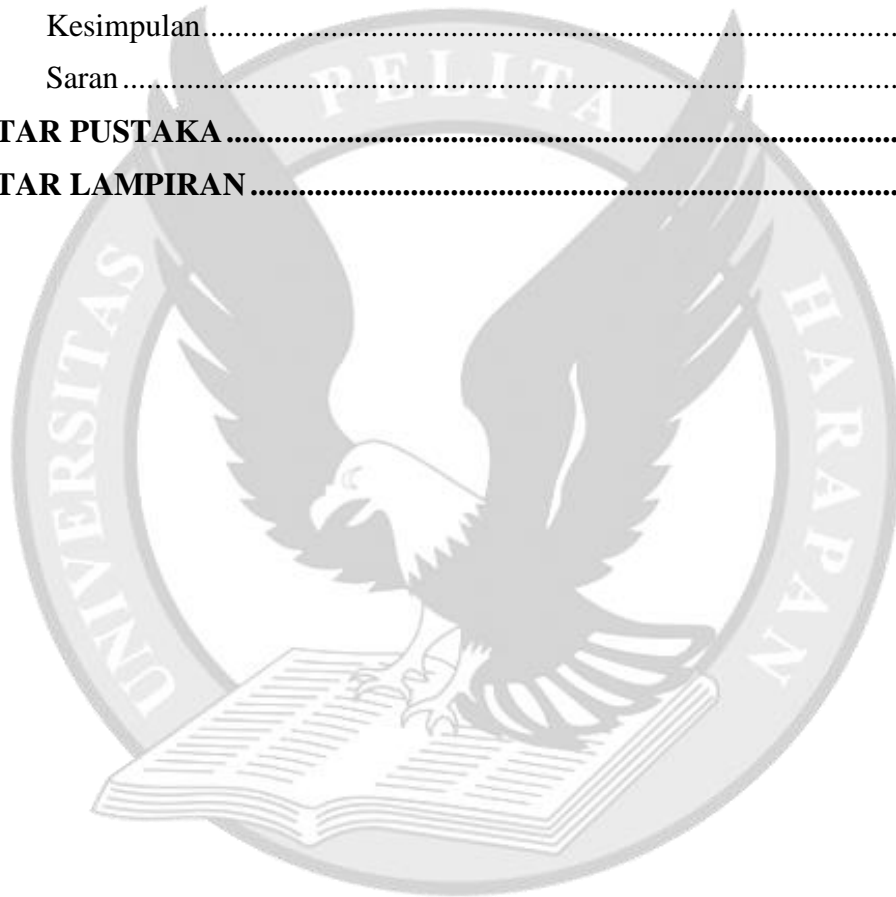 Kesimpulan
Saran
TAR PUSTAKA
TAR LAMPIRAN
UNIVERSITAS PELITA HARAPAN